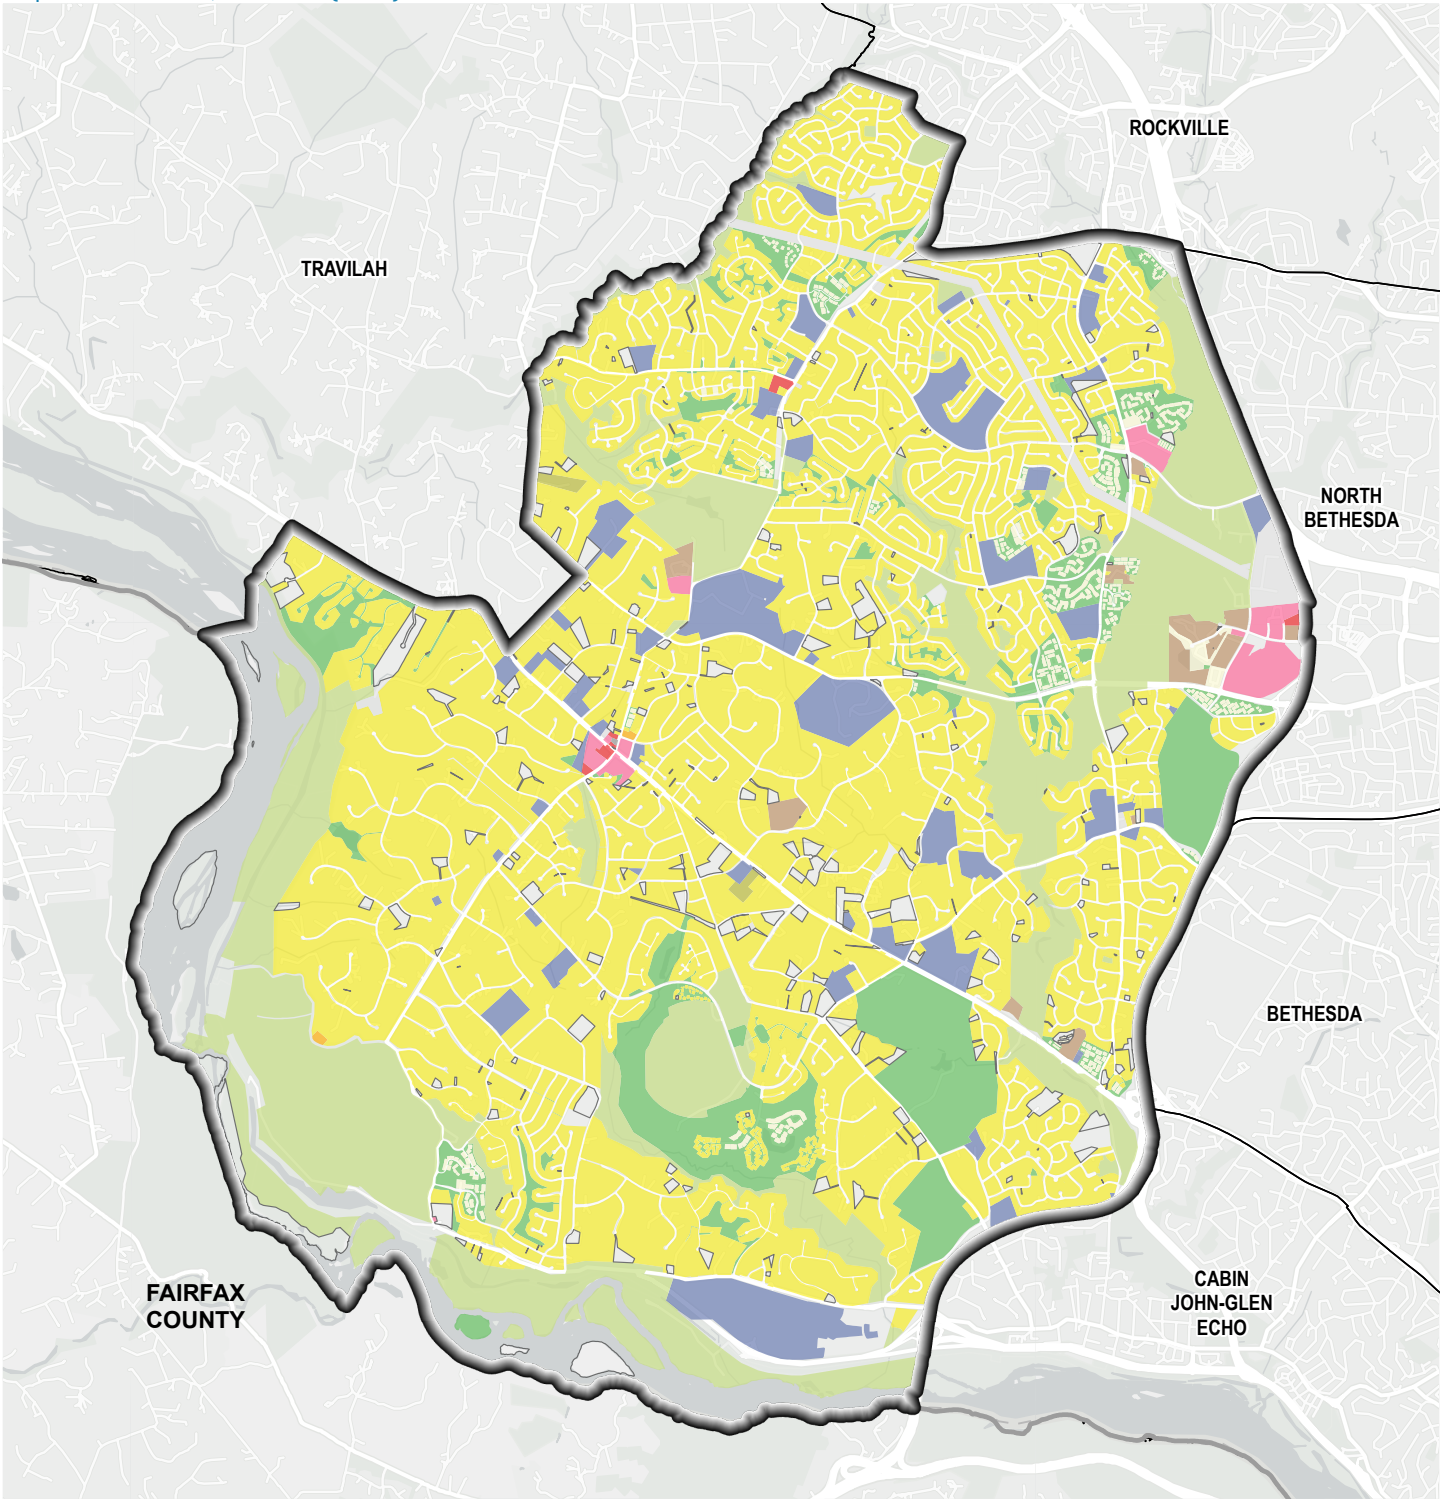 ROCKVILLE
TRAVILAH
NORTH
BETHESDA
BETHESDA
FAIRFAX
COUNTY
CABIN
JOHN-GLEN
ECHO